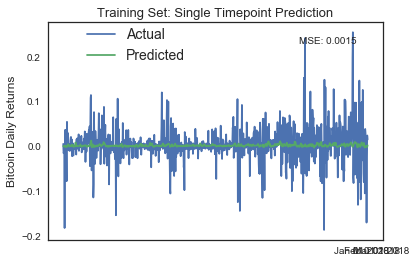 Training Set: Single Timepoint Prediction
Actual
Predicted
MSE: 0.0015
Bitcoin Daily Returns
0.2
0.1
0.0
−0.1
−0.2